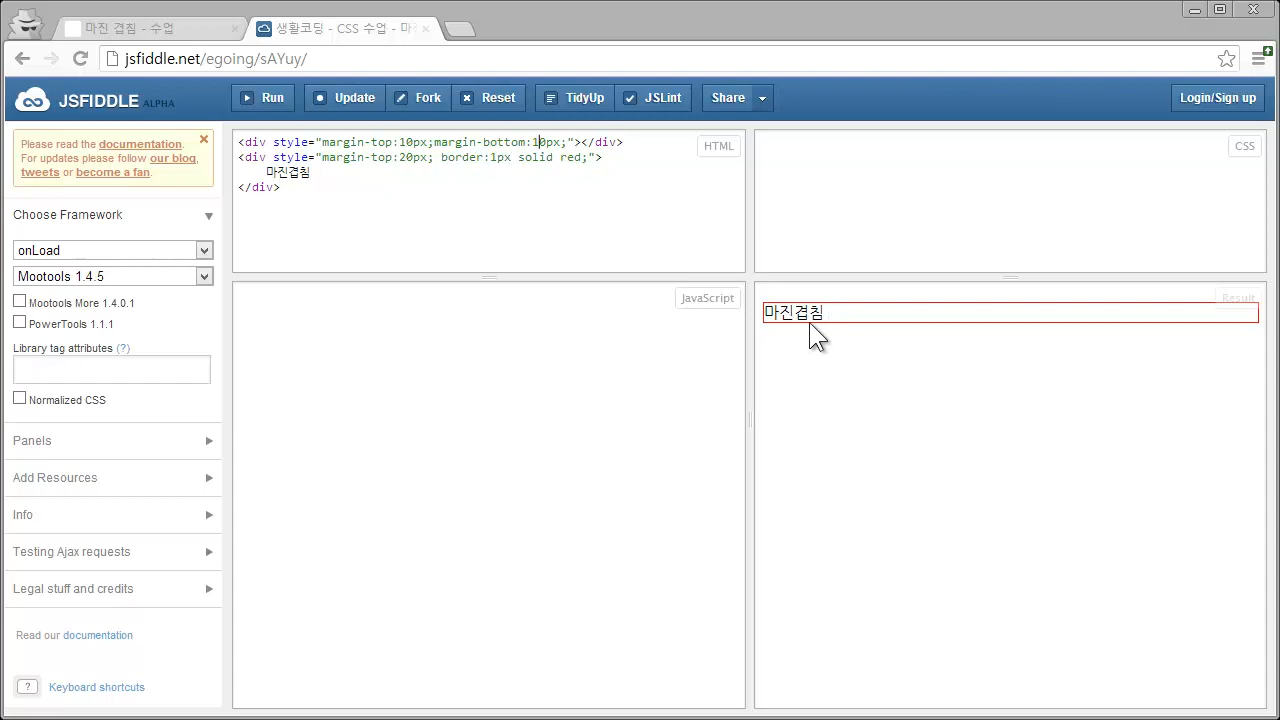 마진 겹침 - 수업
생활코딩 - CSS 수업 - 마
jsfiddle.net/egoing/sAYuy/
JSFIDDLE ALPHA
Run
Update
Fork
Reset
TidyUp
JSLint
Share
Login/Sign up
Please read the documentation.
For updates please follow our blog,
tweets or become a fan.
Choose Framework
onLoad
Mootools 1.4.5
Mootools More 1.4.0.1
PowerTools 1.1.1
Library tag attributes (?)
Normalized CSS
Panels
Add Resources
Info
Testing Ajax requests
Legal stuff and credits
Read our documentation
? Keyboard shortcuts
<div style="margin-top:10px;margin-bottom:10px;"></div>
<div style="margin-top:20px; border:1px solid red;">
마진겹침
</div>
HTML
CSS
JavaScript
Result
마진겹침